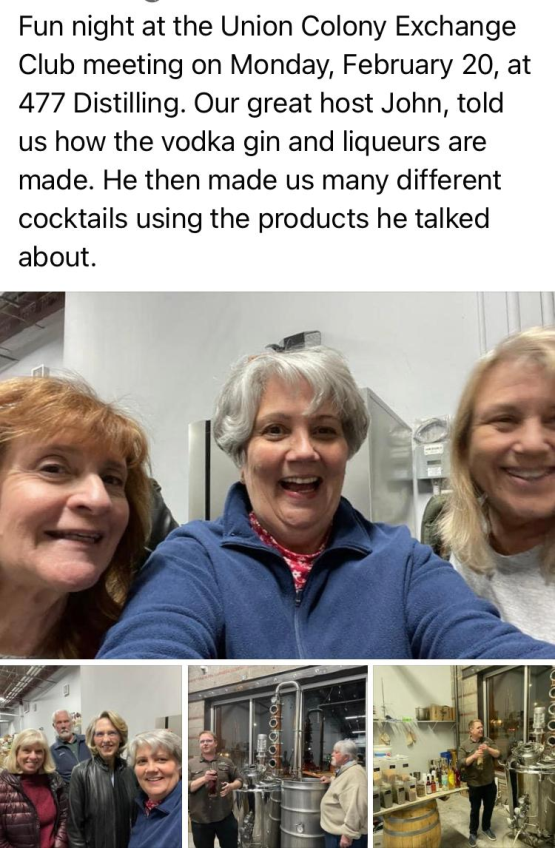 Fun night at the Union Colony Exchange
Club meeting on Monday, February 20, at
477 Distilling. Our great host John, told
us how the vodka gin and liqueurs are
made. He then made us many different
cocktails using the products he talked
about.